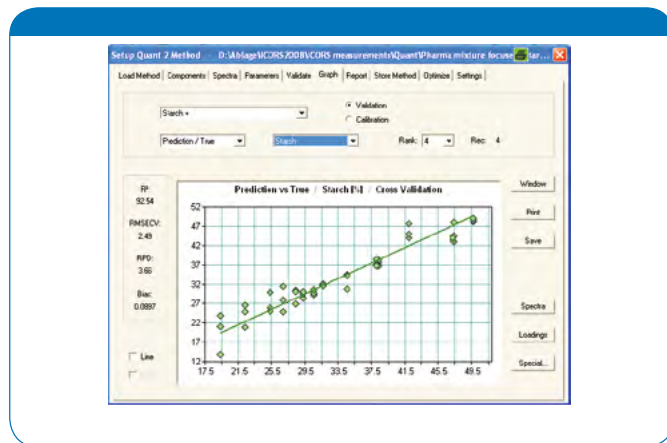 Setup Quant 2 Method - D:\Ablage\ICORS2008\ICORS measurements\Quant\Pharma mixture focuse tar...
Load Method Components Spectra Parameters Validate Graph Report Store Method Optimize Settings
Starch +
Validation
Calibration
Prediction / True Starch Rank: 4 Rec: 4
Prediction vs True / Starch [%] / Cross Validation
R²
92.54
RMSECV:
2.49
RPD:
3.66
Bias:
0.0897
Line
52
47
42
37
32
27
22
17
12
17.5 21.5 25.5 29.5 33.5 37.5 41.5 45.5 49.5
Window
Print
Save
Spectra
Loadings
Special...